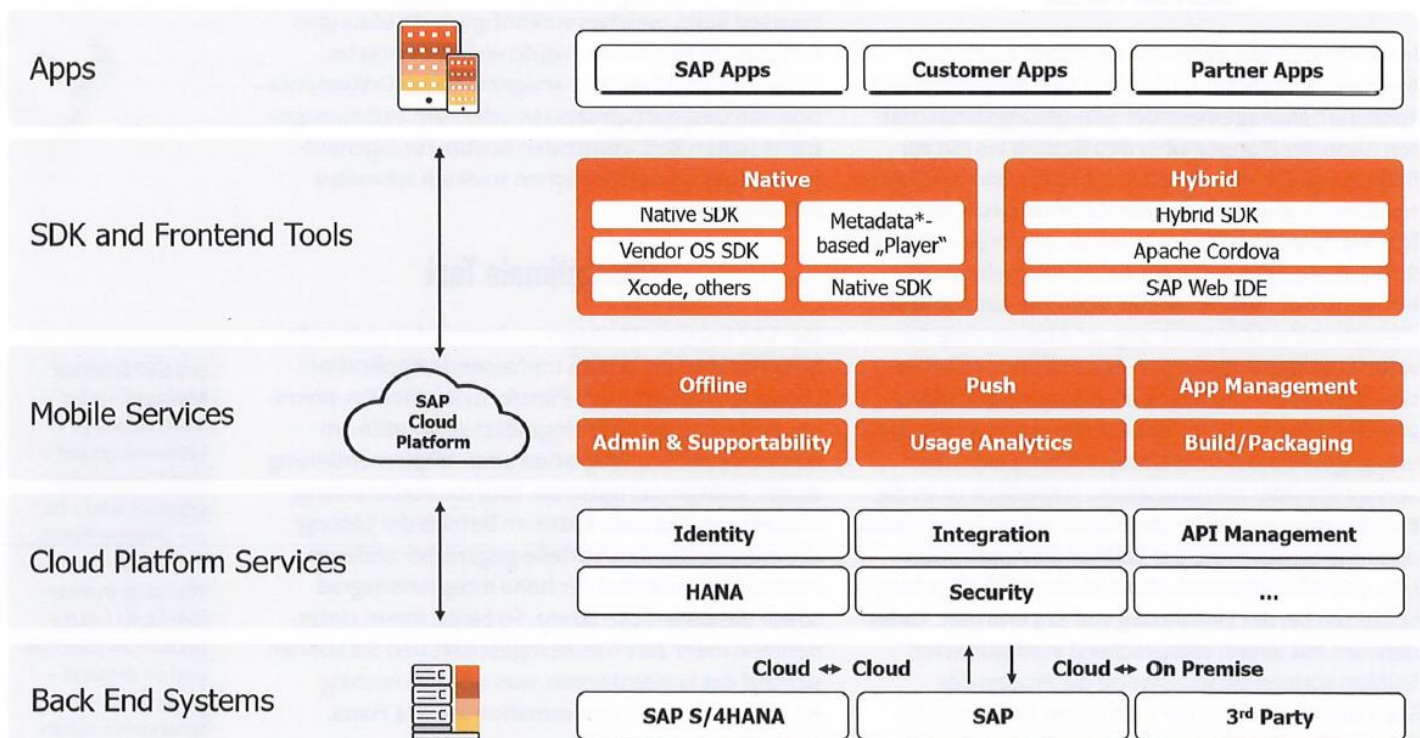 Apps
SAP Apps
Customer Apps
Partner Apps
SDK and Frontend Tools
Native
Native SDK
Vendor OS SDK
Xcode, others
Metadata*-
based „Player“
Native SDK
Hybrid
Hybrid SDK
Apache Cordova
SAP Web IDE
Mobile Services
SAP
Cloud
Platform
Offline
Push
App Management
Admin & Supportability
Usage Analytics
Build/Packaging
Cloud Platform Services
Identity
Integration
API Management
HANA
Security
...
Back End Systems
Cloud ↔ Cloud
Cloud ↔ On Premise
SAP S/4HANA
SAP
3rd Party